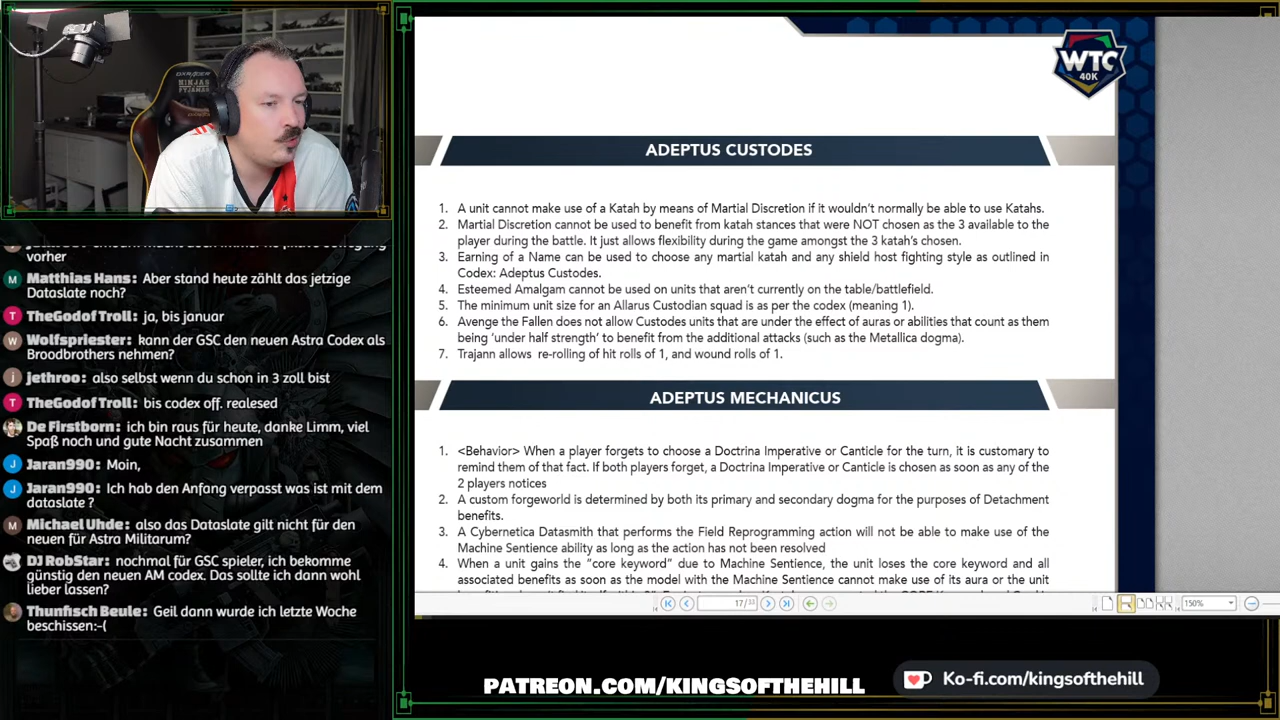 DXRACER
NINJAS
PYJAMAS
vorher
Matthias Hans: Aber stand heute zählt das jetzige
Dataslate noch?
TheGodofTroll: ja, bis januar
Wolfspriester: kann der GSC den neuen Astra Codex als
Broodbrothers nehmen?
jethroo: also selbst wenn du schon in 3 zoll bist
TheGodofTroll: bis codex off. realesed
De Firstborn: ich bin raus für heute, danke Limm, viel
Spaß noch und gute Nacht zusammen
Jaran990: Moin,
Jaran990: Ich hab den Anfang verpasst was ist mit dem
dataslate ?
Michael Uhde: also das Dataslate gilt nicht für den
neuen für Astra Militarum?
DJ RobStar: nochmal für GSC spieler, ich bekomme
günstig den neuen AM codex. Das sollte ich dann wohl
lieber lassen?
Thunfisch Beule: Geil dann wurde ich letzte Woche
beschissen:-(
WTC
40K
ADEPTUS CUSTODES
1. A unit cannot make use of a Katah by means of Martial Discretion if it wouldn't normally be able to use Katahs.
2. Martial Discretion cannot be used to benefit from katah stances that were NOT chosen as the 3 available to the
player during the battle. It just allows flexibility during the game amongst the 3 katah's chosen.
3. Earning of a Name can be used to choose any martial katah and any shield host fighting style as outlined in
Codex: Adeptus Custodes.
4. Esteemed Amalgam cannot be used on units that aren't currently on the table/battlefield.
5. The minimum unit size for an Allarus Custodian squad is as per the codex (meaning 1).
6. Avenge the Fallen does not allow Custodes units that are under the effect of auras or abilities that count as them
being 'under half strength' to benefit from the additional attacks (such as the Metallica dogma).
7. Trajann allows re-rolling of hit rolls of 1, and wound rolls of 1.
ADEPTUS MECHANICUS
1. <Behavior> When a player forgets to choose a Doctrina Imperative or Canticle for the turn, it is customary to
remind them of that fact. If both players forget, a Doctrina Imperative or Canticle is chosen as soon as any of the
2 players notices
2. A custom forgeworld is determined by both its primary and secondary dogma for the purposes of Detachment
benefits.
3. A Cybernetica Datasmith that performs the Field Reprogramming action will not be able to make use of the
Machine Sentience ability as long as the action has not been resolved
4. When a unit gains the "core keyword" due to Machine Sentience, the unit loses the core keyword and all
associated benefits as soon as the model with the Machine Sentience cannot make use of its aura or the unit
17/33
150%
PATREON.COM/KINGSOFTHEHILL
Ko-fi.com/kingsofthehill